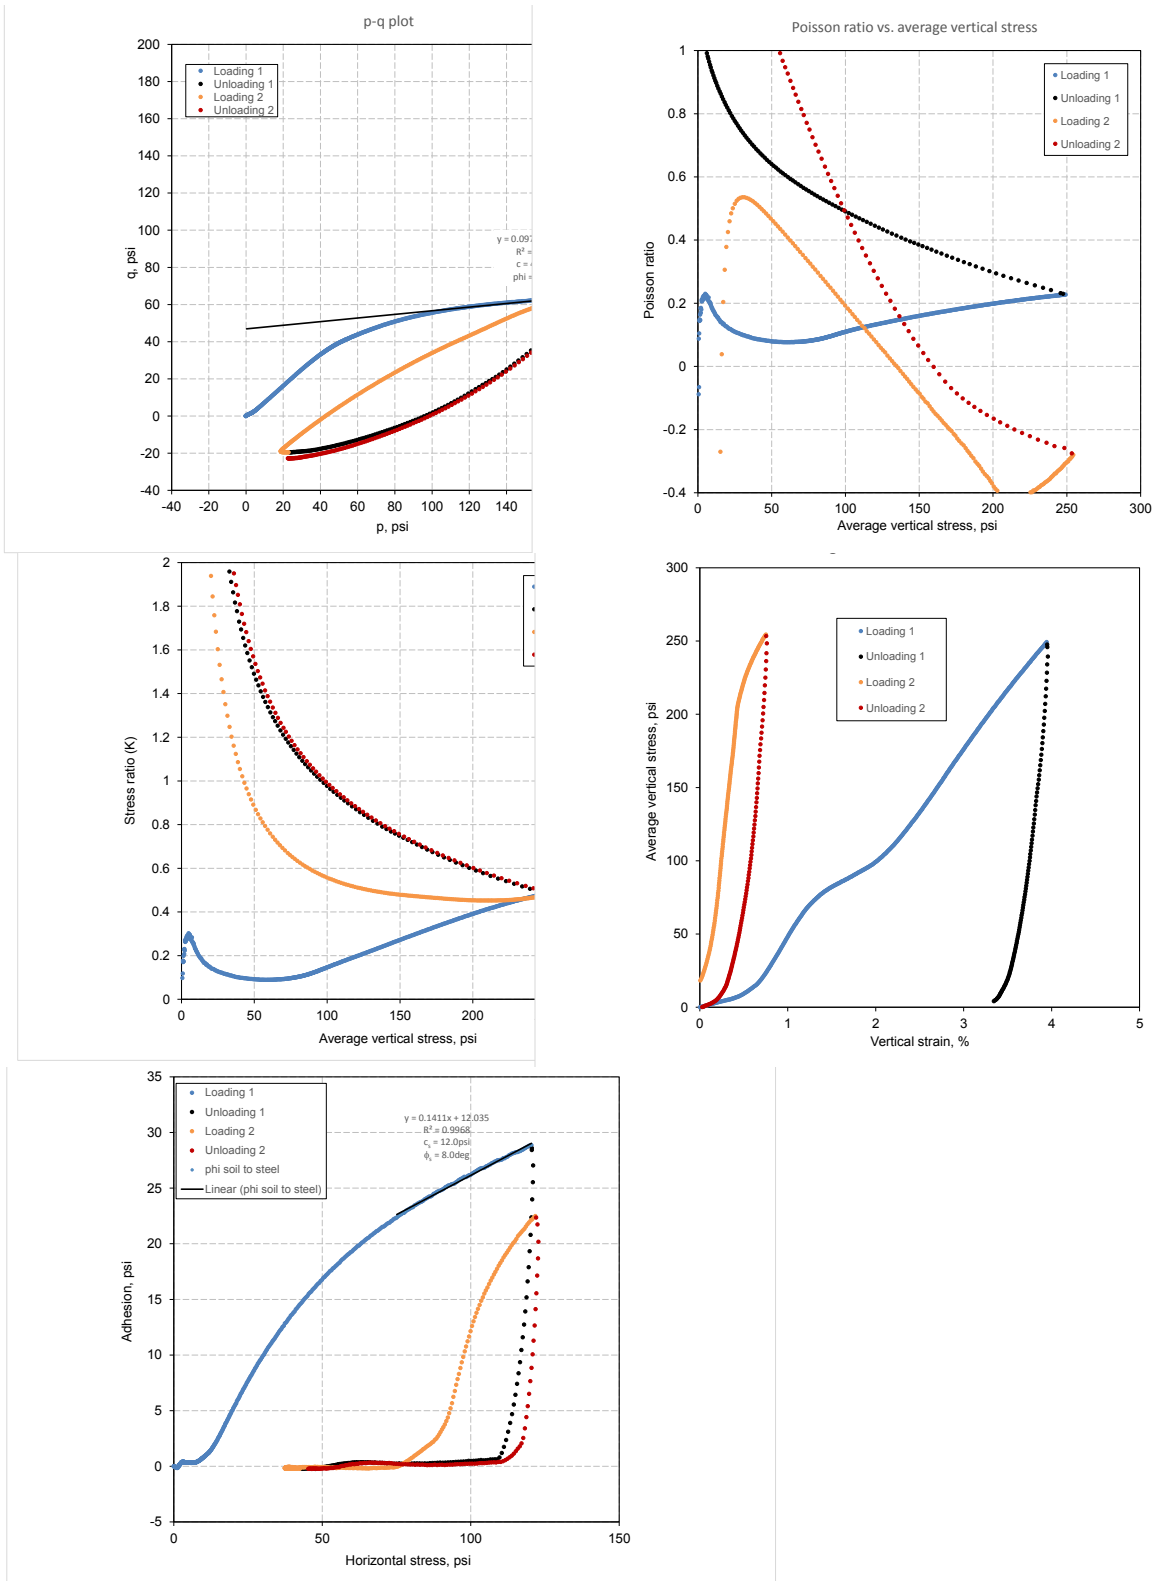 p-q plot
200
180
160
140
120
100
80
60
40
20
0
-20
-40
-40
-20
0
20
40
60
80
100
120
140
q, psi
p, psi
Loading 1
Unloading 1
Loading 2
Unloading 2
y = 0.097
R² =
c =
phi =
Poisson ratio vs. average vertical stress
1
0.8
0.6
0.4
0.2
0
-0.2
-0.4
0
50
100
150
200
250
300
Poisson ratio
Average vertical stress, psi
Loading 1
Unloading 1
Loading 2
Unloading 2
2
1.8
1.6
1.4
1.2
1
0.8
0.6
0.4
0.2
0
0
50
100
150
200
Stress ratio (K)
Average vertical stress, psi
300
250
200
150
100
50
0
0
1
2
3
4
5
Average vertical stress, psi
Vertical strain, %
Loading 1
Unloading 1
Loading 2
Unloading 2
35
30
25
20
15
10
5
0
-5
0
50
100
150
Adhesion, psi
Horizontal stress, psi
Loading 1
Unloading 1
Loading 2
Unloading 2
phi soil to steel
Linear (phi soil to steel)
y = 0.1411x + 12.035
R² = 0.9968
cₛ = 12.0psi
ϕₛ = 8.0deg